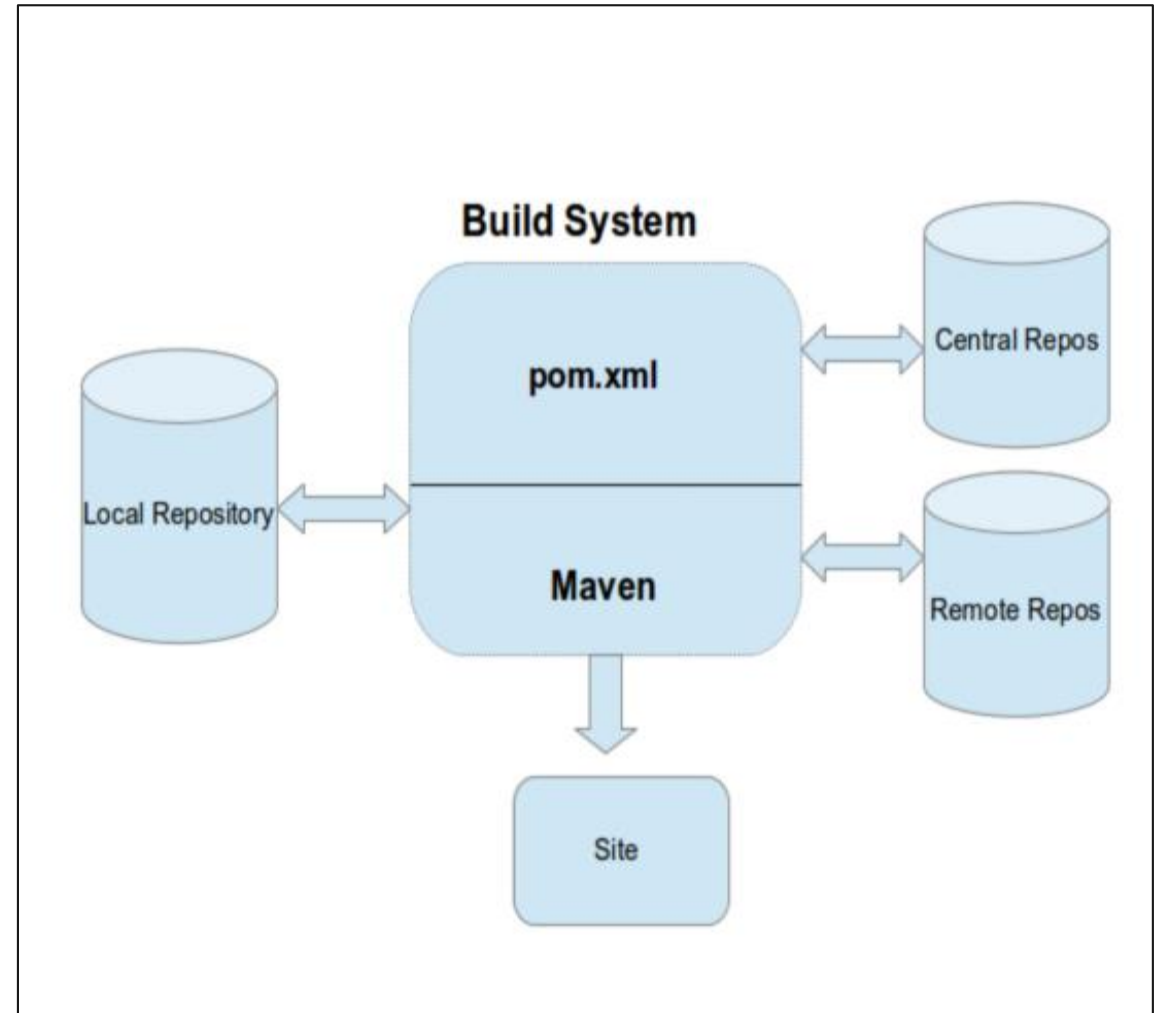 Build System
pom.xml
Central Repos
Local Repository
Maven
Remote Repos
Site